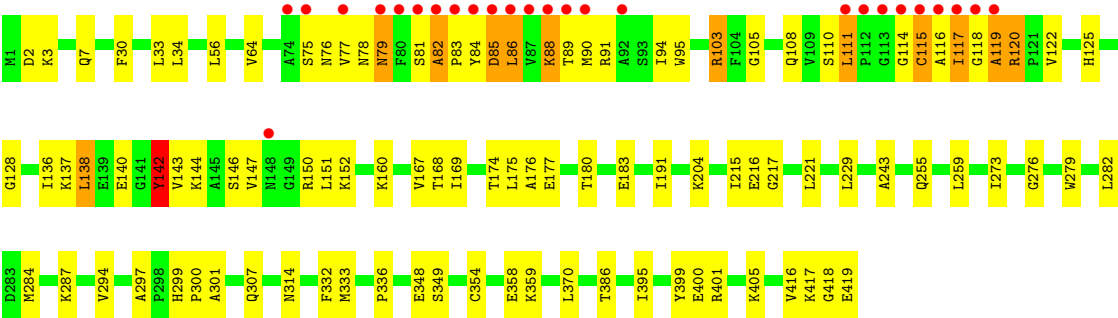 M1 D2 K3 Q7 F30 L33 L34 L56 V64 A74 S75 N76 V77 N78 N79 F80 S81 A82 P83 Y84 D85 L86 V87 K88 T89 M90 R91 A92 S93 I94 W95 R103 F104 G105 Q108 V109 S110 L111 P112 G113 G114 C115 A116 I117 G118 A119 R120 P121 V122 H125
G128 I136 K137 L138 E139 E140 G141 Y142 V143 K144 A145 S146 V147 N148 G149 R150 L151 K152 K160 V167 T168 I169 T174 L175 A176 E177 T180 E183 I191 K204 I215 E216 G217 L221 L229 A243 Q255 L259 I273 G276 W279 L282
D283 M284 K287 V294 A297 P298 H299 P300 A301 Q307 N314 F332 M333 P336 E348 S349 C354 E358 K359 L370 T386 I395 Y399 E400 R401 K405 V416 K417 G418 E419